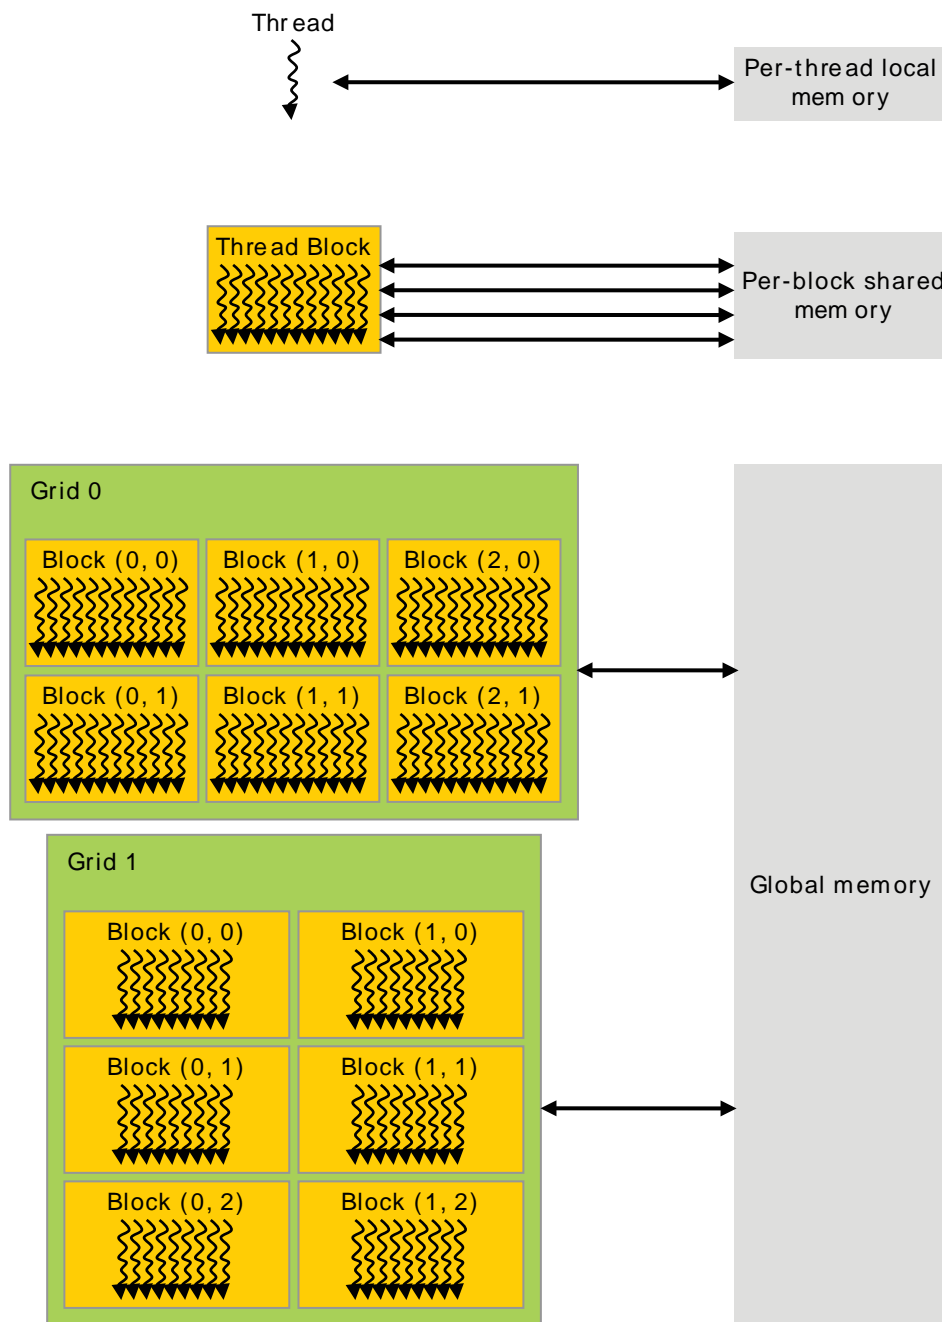 Thread
Per-thread local
memory
Thread Block
Per-block shared
memory
Grid 0
Block (0, 0)
Block (1, 0)
Block (2, 0)
Block (0, 1)
Block (1, 1)
Block (2, 1)
Grid 1
Global memory
Block (0, 0)
Block (1, 0)
Block (0, 1)
Block (1, 1)
Block (0, 2)
Block (1, 2)